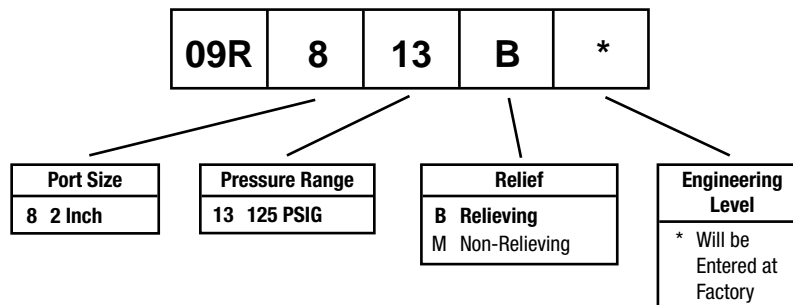 09R 8 13 B *
Port Size
8 2 Inch
Pressure Range
13 125 PSIG
Relief
B Relieving
M Non-Relieving
Engineering
Level
* Will be
Entered at
Factory